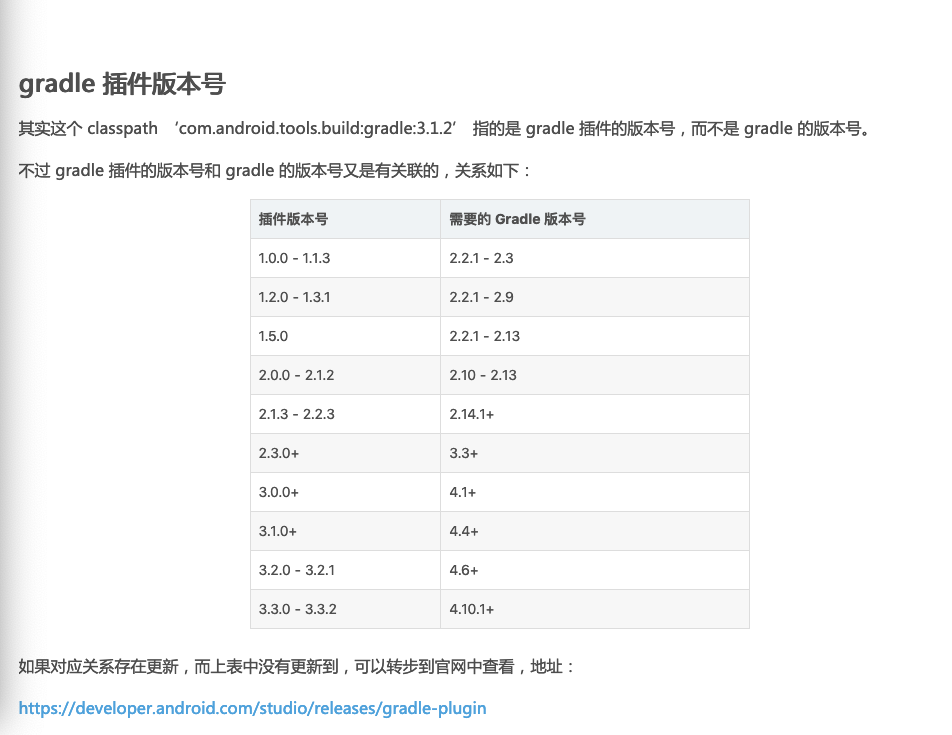 gradle 插件版本号
其实这个 classpath ‘com.android.tools.build:gradle:3.1.2’ 指的是 gradle 插件的版本号，而不是 gradle 的版本号。
不过 gradle 插件的版本号和 gradle 的版本号又是有关联的，关系如下：
插件版本号 需要的 Gradle 版本号
1.0.0 - 1.1.3 2.2.1 - 2.3
1.2.0 - 1.3.1 2.2.1 - 2.9
1.5.0 2.2.1 - 2.13
2.0.0 - 2.1.2 2.10 - 2.13
2.1.3 - 2.2.3 2.14.1+
2.3.0+ 3.3+
3.0.0+ 4.1+
3.1.0+ 4.4+
3.2.0 - 3.2.1 4.6+
3.3.0 - 3.3.2 4.10.1+
如果对应关系存在更新，而上表中没有更新到，可以转步到官网中查看，地址：
https://developer.android.com/studio/releases/gradle-plugin